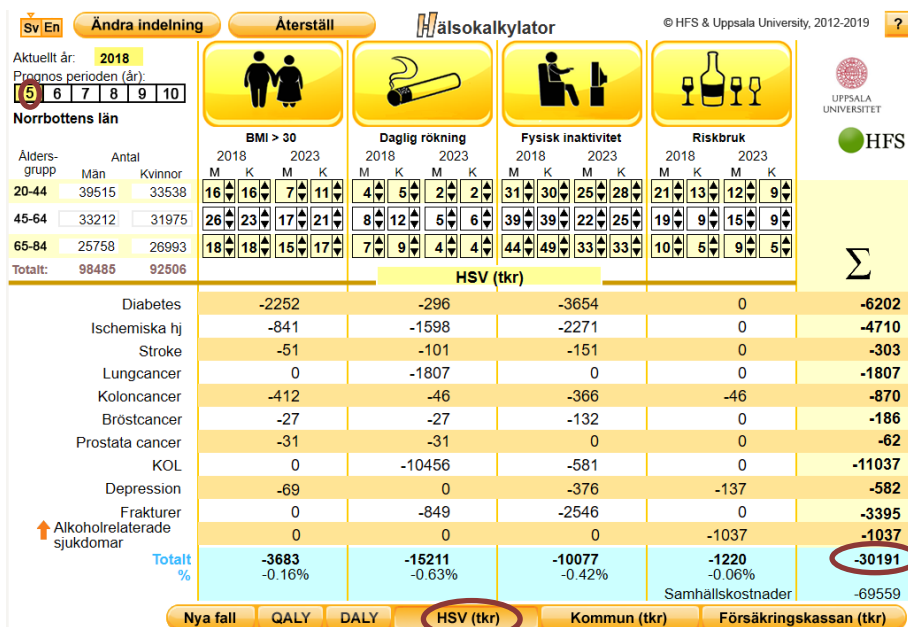 Sv En Ändra indelning Återställ Hälsokalkylator © HFS & Uppsala University, 2012-2019 ?
Aktuellt år: 2018
Prognos perioden (år):
5 6 7 8 9 10
Norrbottens län
UPPSALA
UNIVERSITET
HFS
BMI > 30 Daglig rökning Fysisk inaktivitet Riskbruk
Ålders-
grupp
Antal
Män Kvinnor
2018 2023 2018 2023 2018 2023 2018 2023
M K M K M K M K M K M K M K M K
20-44 39515 33538 16 16 7 11 4 5 2 2 31 30 25 28 21 13 12 9
45-64 33212 31975 26 23 17 21 8 12 5 6 39 39 22 25 19 9 15 9
65-84 25758 26993 18 18 15 17 7 9 4 4 44 49 33 33 10 5 9 5
Totalt: 98485 92506
HSV (tkr) Σ
Diabetes -2252 -296 -3654 0 -6202
Ischemiska hj -841 -1598 -2271 0 -4710
Stroke -51 -101 -151 0 -303
Lungcancer 0 -1807 0 0 -1807
Koloncancer -412 -46 -366 -46 -870
Bröstcancer -27 -27 -132 0 -186
Prostata cancer -31 -31 0 0 -62
KOL 0 -10456 -581 0 -11037
Depression -69 0 -376 -137 -582
Frakturer 0 -849 -2546 0 -3395
Alkoholrelaterade
sjukdomar 0 0 0 -1037 -1037
Totalt -3683 -15211 -10077 -1220 -30191
% -0.16% -0.63% -0.42% -0.06%
Samhällskostnader -69559
Nya fall QALY DALY HSV (tkr) Kommun (tkr) Försäkringskassan (tkr)